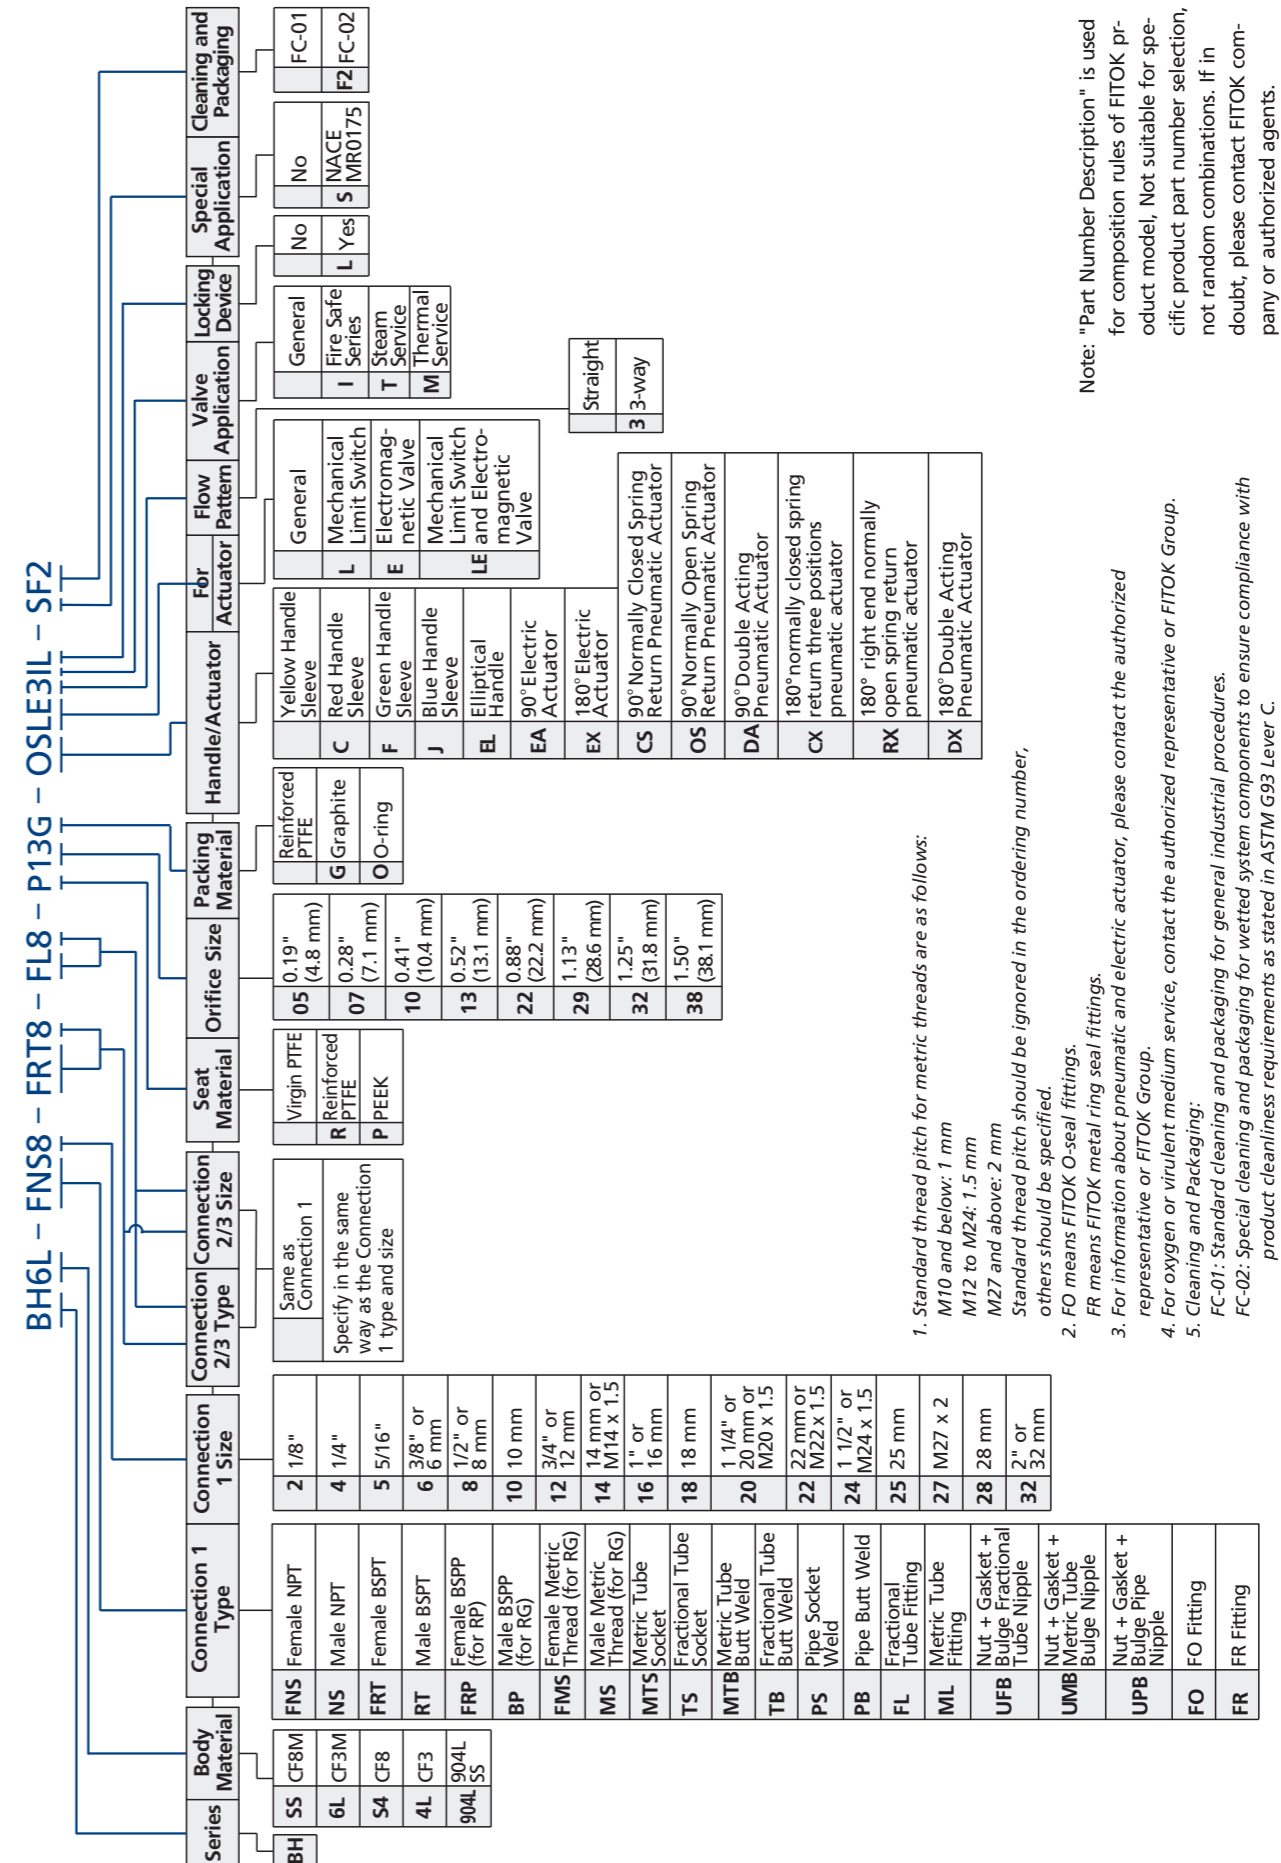 BH6L – FNS8 – FRT8 – FL8 – P13G – OSLE3IL – SF2
Series
BH
Body
Material
SS CF8M
6L CF3M
S4 CF8
4L CF3
904L 904L
SS
Connection 1
Type
FNS Female NPT
NS Male NPT
FRT Female BSPT
RT Male BSPT
FRP Female BSPP
(for RP)
BP Male BSPP
(for RG)
FMS Female Metric
Thread (for RG)
MS Male Metric
Thread (for RG)
MTS Metric Tube
Socket
TS Fractional Tube
Socket
MTB Metric Tube
Butt Weld
TB Fractional Tube
Butt Weld
PS Pipe Socket
Weld
PB Pipe Butt Weld
FL Fractional
Tube Fitting
ML Metric Tube
Fitting
UFB Nut + Gasket +
Bulge Fractional
Tube Nipple
UMB Nut + Gasket +
Metric Tube
Bulge Nipple
UPB Nut + Gasket +
Bulge Pipe
Nipple
FO FO Fitting
FR FR Fitting
Connection
1 Size
2 1/8"
4 1/4"
5 5/16"
6 3/8" or
6 mm
8 1/2" or
8 mm
10 10 mm
12 3/4" or
12 mm
14 14 mm or
M14 x 1.5
16 1" or
16 mm
18 18 mm
20 1 1/4" or
20 mm or
M20 x 1.5
22 22 mm or
M22 x 1.5
24 1 1/2" or
M24 x 1.5
25 25 mm
27 M27 x 2
28 28 mm
32 2" or
32 mm
Connection
2/3 Type
Connection
2/3 Size
Same as
Connection 1
Specify in the same
way as the Connection
1 type and size
Seat
Material
Virgin PTFE
R Reinforced
PTFE
P PEEK
Orifice Size
05 0.19"
(4.8 mm)
07 0.28"
(7.1 mm)
10 0.41"
(10.4 mm)
13 0.52"
(13.1 mm)
22 0.88"
(22.2 mm)
29 1.13"
(28.6 mm)
32 1.25"
(31.8 mm)
38 1.50"
(38.1 mm)
Packing
Material
Reinforced
PTFE
G Graphite
O O-ring
Handle/Actuator
Yellow Handle
Sleeve
C Red Handle
Sleeve
F Green Handle
Sleeve
J Blue Handle
Sleeve
EL Elliptical
Handle
EA 90°Electric
Actuator
EX 180°Electric
Actuator
CS 90°Normally Closed Spring
Return Pneumatic Actuator
OS 90°Normally Open Spring
Return Pneumatic Actuator
DA 90°Double Acting
Pneumatic Actuator
CX 180°normally closed spring
return three positions
pneumatic actuator
RX 180° right end normally
open spring return
pneumatic actuator
DX 180°Double Acting
Pneumatic Actuator
For
Actuator
General
L Mechanical
Limit Switch
E Electromag-
netic Valve
LE Mechanical
Limit Switch
and Electro-
magnetic
Valve
Flow
Pattern
Straight
3 3-way
Valve
Application
General
I Fire Safe
Series
T Steam
Service
M Thermal
Service
Locking
Device
No
L Yes
Special
Application
No
S NACE
MR0175
Cleaning and
Packaging
FC-01
F2 FC-02
1. Standard thread pitch for metric threads are as follows:
M10 and below: 1 mm
M12 to M24: 1.5 mm
M27 and above: 2 mm
Standard thread pitch should be ignored in the ordering number,
others should be specified.
2. FO means FITOK O-seal fittings.
FR means FITOK metal ring seal fittings.
3. For information about pneumatic and electric actuator, please contact the authorized
representative or FITOK Group.
4. For oxygen or virulent medium service, contact the authorized representative or FITOK Group.
5. Cleaning and Packaging:
FC-01: Standard cleaning and packaging for general industrial procedures.
FC-02: Special cleaning and packaging for wetted system components to ensure compliance with
product cleanliness requirements as stated in ASTM G93 Lever C.
Note: "Part Number Description" is used
for composition rules of FITOK pr-
oduct model, Not suitable for spe-
cific product part number selection,
not random combinations. If in
doubt, please contact FITOK com-
pany or authorized agents.